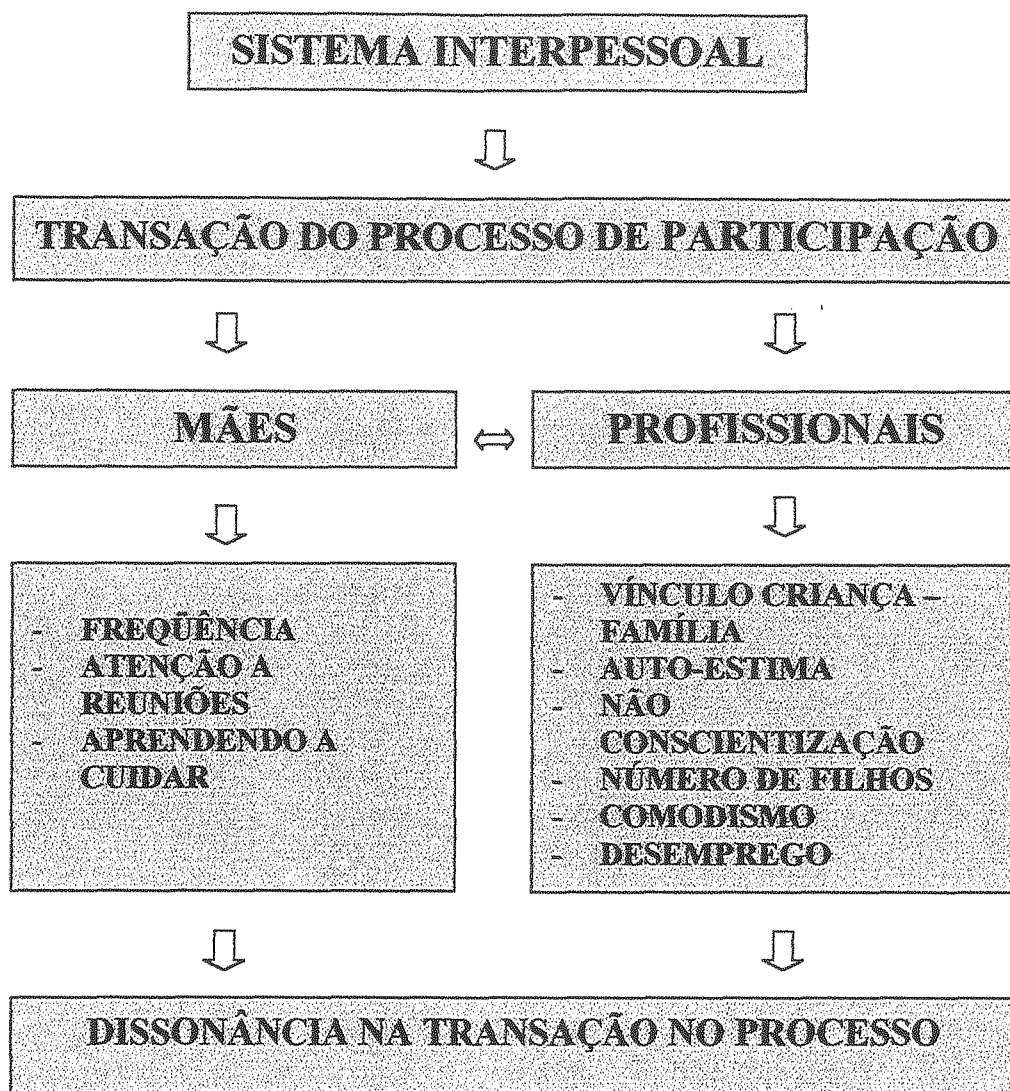 SISTEMA INTERPESSOAL
TRANSAÇÃO DO PROCESSO DE PARTICIPAÇÃO
MÃES
PROFISSIONAIS
- FREQÜÊNCIA
- ATENÇÃO A
REUNIÕES
- APRENDENDO A
CUIDAR
- VÍNCULO CRIANÇA –
FAMÍLIA
- AUTO-ESTIMA
- NÃO
CONSCIENTIZAÇÃO
- NÚMERO DE FILHOS
- COMODISMO
- DESEMPREGO
DISSONÂNCIA NA TRANSAÇÃO NO PROCESSO